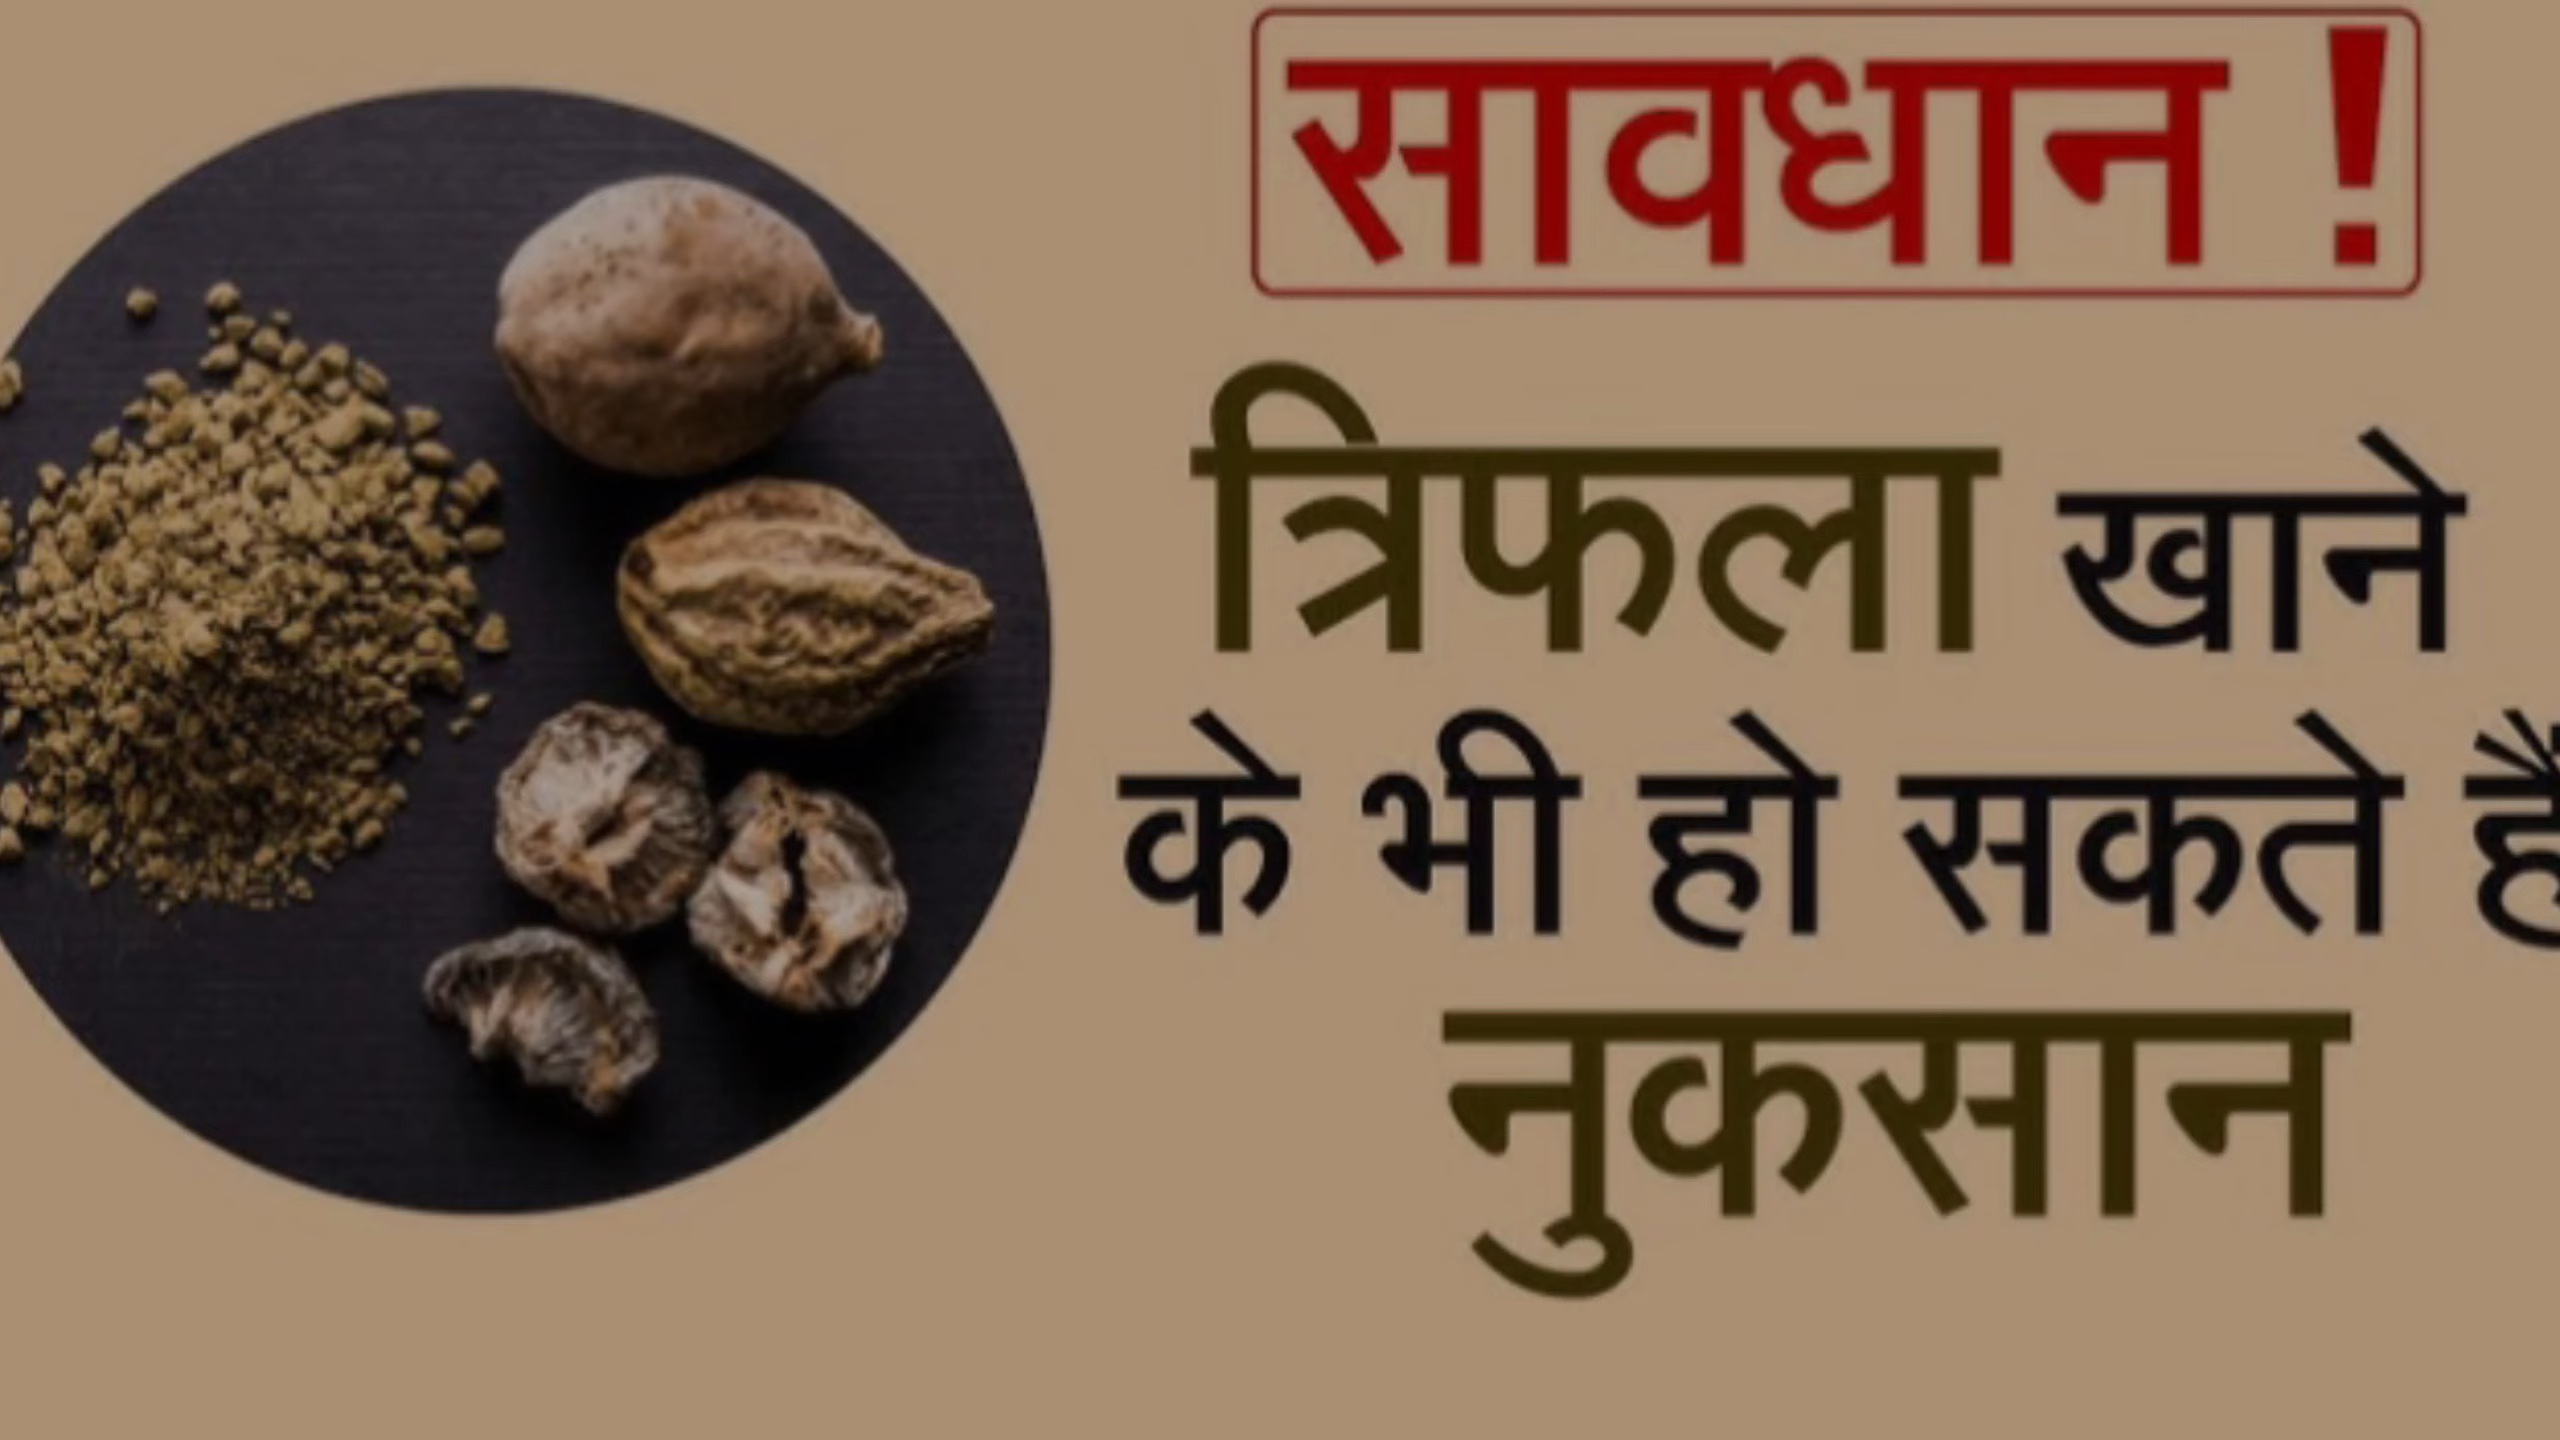 सावधान !
त्रिफला खाने
के भी हो सकते हैं
नुकसान